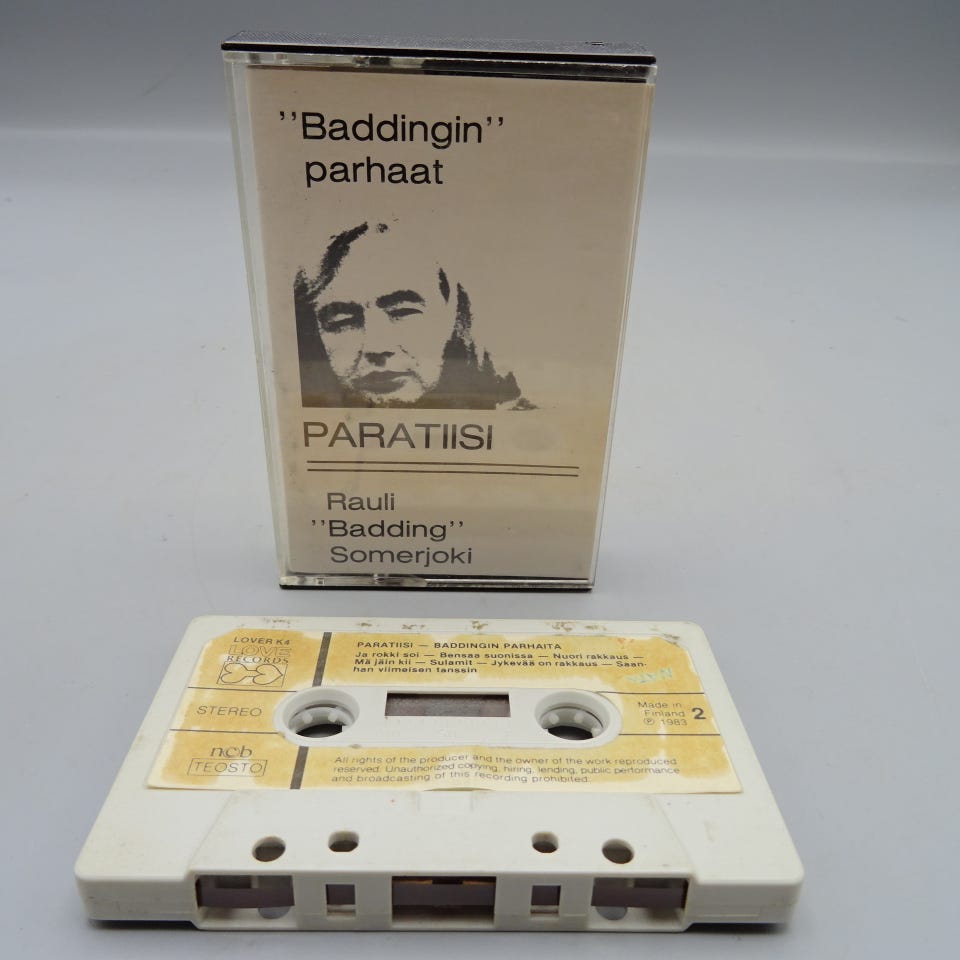 ''Baddingin''
parhaat
PARATIISI
Rauli
''Badding''
Somerjoki
LOVER K4
LOVE
RECORDS
PARATIISI — BADDINGIN PARHAITA
Ja rokki soi — Bensaa suonissa — Nuori rakkaus —
Mä jäin kii — Sulamit — Jykevää on rakkaus — Saan-
han viimeisen tanssin
STEREO
Made in
Finland
℗ 1983
2
ncb
TEOSTO
All rights of the producer and the owner of the work reproduced
reserved. Unauthorized copying, hiring, lending, public performance
and broadcasting of this recording prohibited.